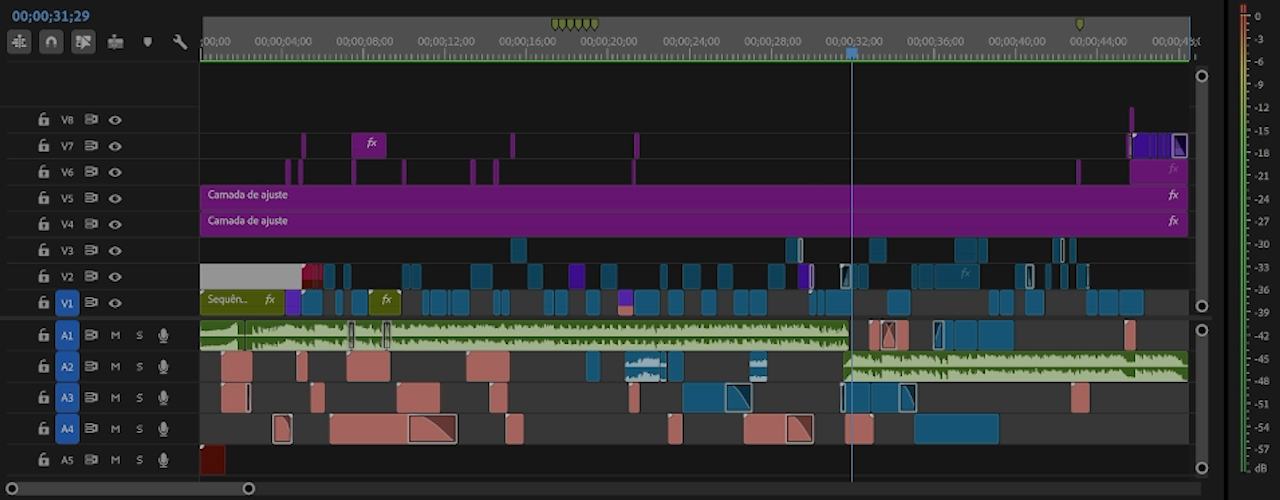 00;00;31;29
;00;00 00;00;04;00 00;00;08;00 00;00;12;00 00;00;16;00 00;00;20;00 00;00;24;00 00;00;28;00 00;00;32;00 00;00;36;00 00;00;40;00 00;00;44;00
V8
V7 fx
V6 fx
V5 Camada de ajuste fx
V4 Camada de ajuste fx
V3
V2 fx
V1 Sequên... fx fx
A1 M S
A2 M S
A3 M S
A4 M S
A5 M S
0
-3
-6
-9
-12
-15
-18
-21
-24
-27
-30
-33
-36
-39
-42
-45
-48
-51
-54
-57
dB